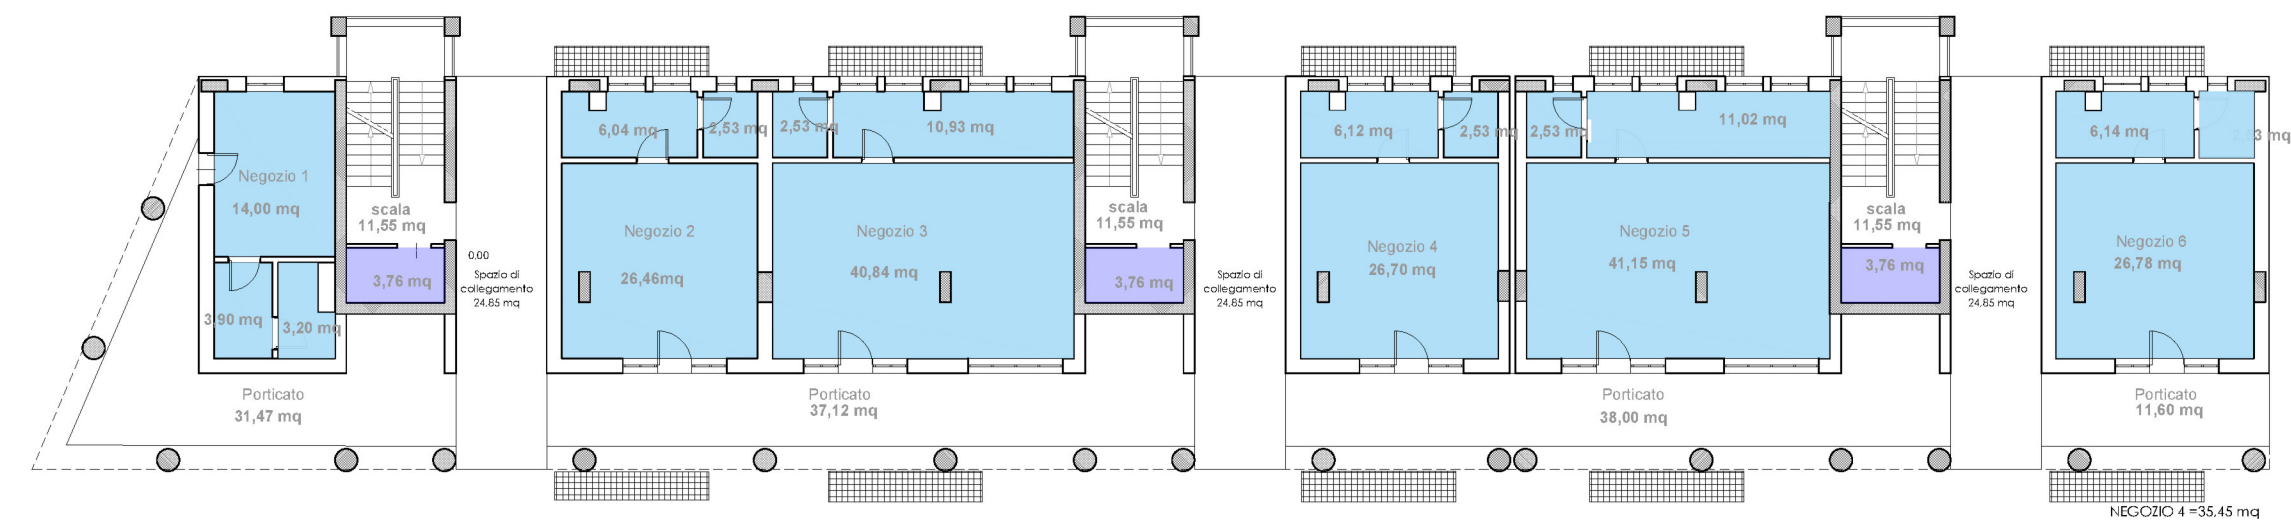 Negozio 1
14,00 mq
3,90 mq
3,20 mq
scala
11,55 mq
3,76 mq
0.00
Spazio di
collegamento
24,85 mq
Porticato
31,47 mq
6,04 mq
2,53 mq
Negozio 2
26,46mq
2,53 mq
10,93 mq
Negozio 3
40,84 mq
Porticato
37,12 mq
scala
11,55 mq
3,76 mq
Spazio di
collegamento
24,85 mq
6,12 mq
2,53 mq
Negozio 4
26,70 mq
2,53 mq
11,02 mq
Negozio 5
41,15 mq
Porticato
38,00 mq
scala
11,55 mq
3,76 mq
Spazio di
collegamento
24,85 mq
6,14 mq
2,53 mq
Negozio 6
26,78 mq
Porticato
11,60 mq
NEGOZIO 4 =35,45 mq